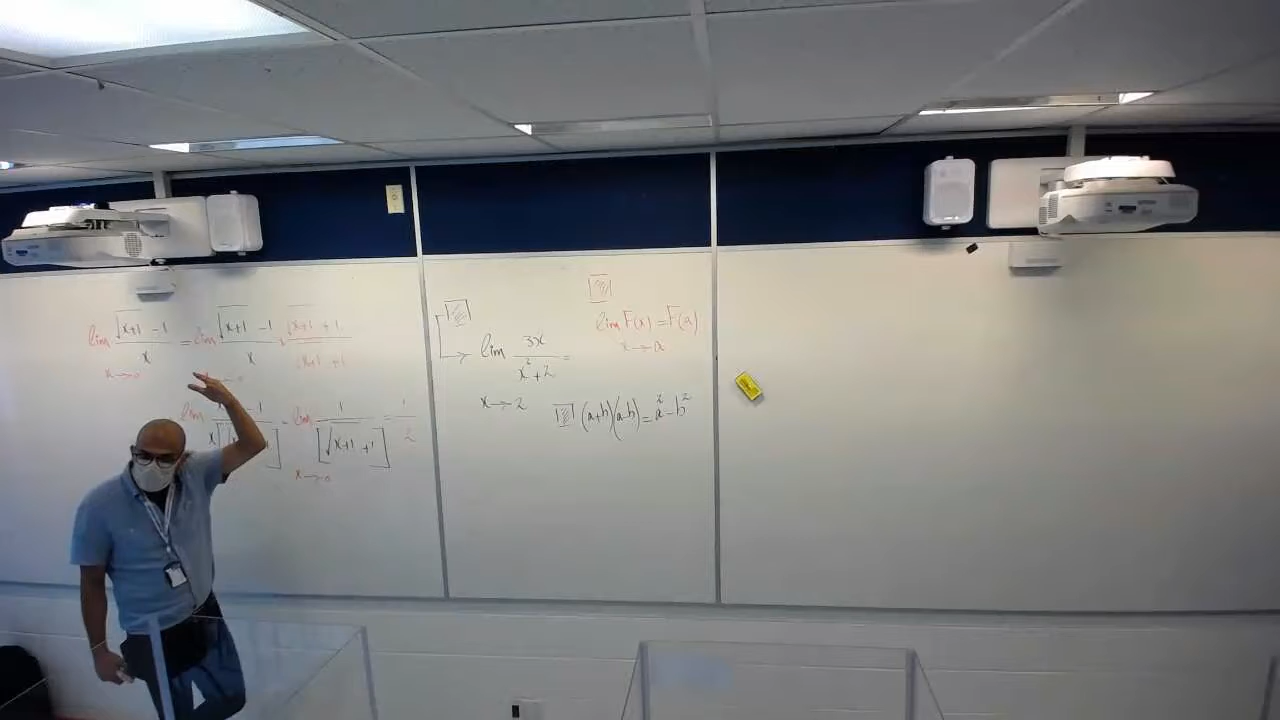 lim (√(x+1) - 1)/x = lim (√(x+1) - 1)/x × (√(x+1) + 1)/(√(x+1) + 1)
x→0
lim 1/[√(x+1) + 1] = 1/2
x→0
lim 3x/(x²+2) =
x→2
lim F(x) = F(a)
x→a
(a+b)(a-b) = a² - b²